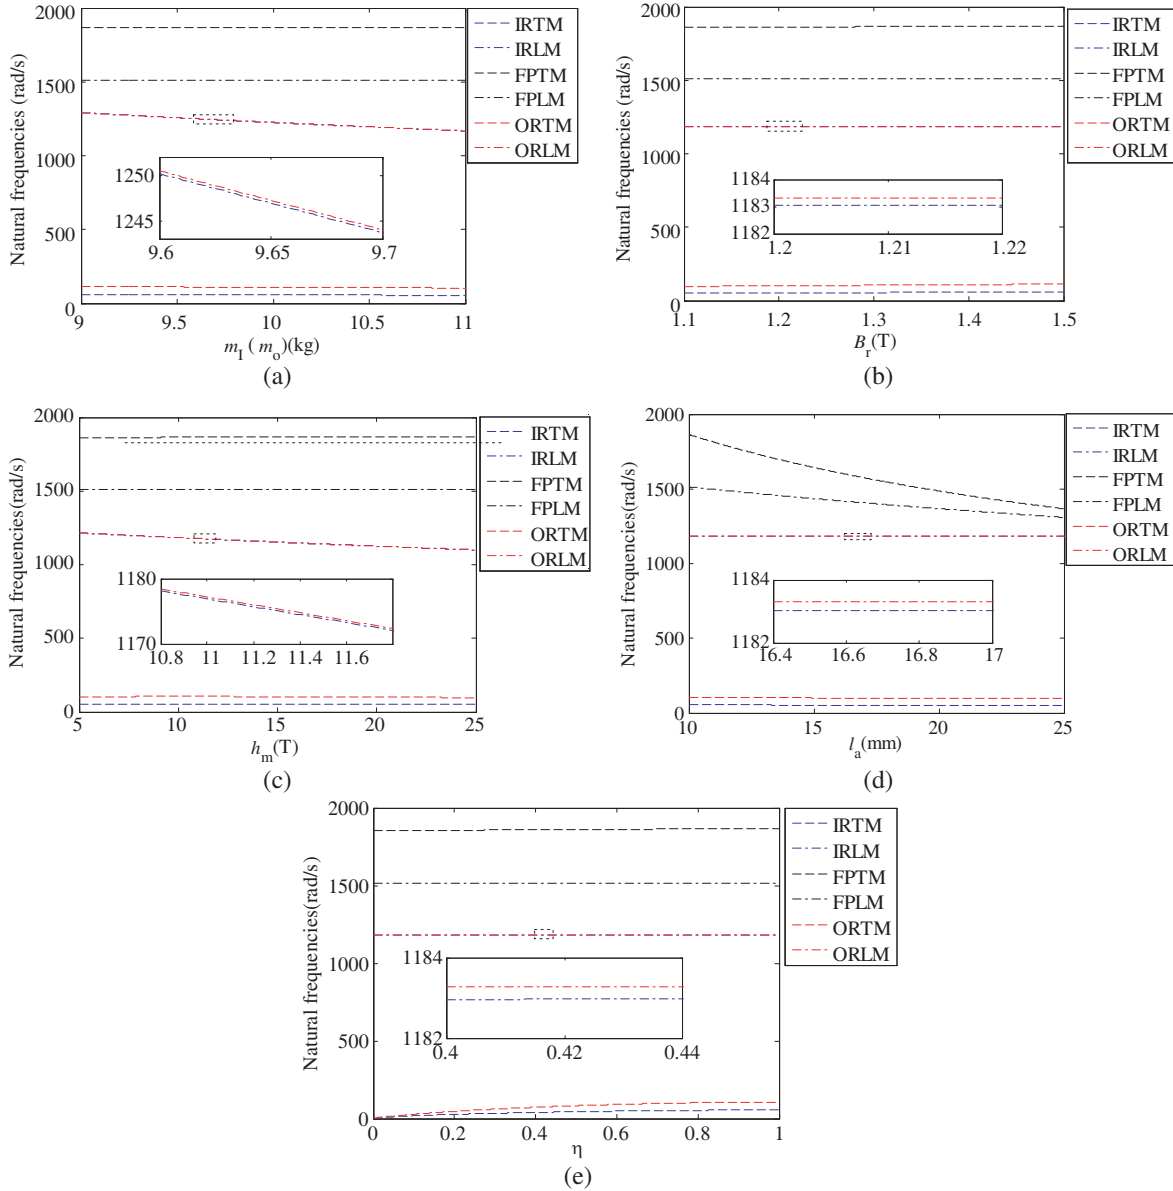 2000
1500
1000
500
0
Natural frequencies (rad/s)
1250
1245
9.6
9.65
9.7
9
9.5
10
10.5
11
m_I (m_o)(kg)
(a)
IRTM
IRLM
FPTM
FPLM
ORTM
ORLM
2000
1500
1000
500
0
Natural frequencies (rad/s)
1184
1183
1182
1.2
1.21
1.22
1.1
1.2
1.3
1.4
1.5
B_r(T)
(b)
IRTM
IRLM
FPTM
FPLM
ORTM
ORLM
2000
1500
1000
500
0
Natural frequencies(rad/s)
1180
1170
10.8
11
11.2
11.4
11.6
5
10
15
20
25
h_m(T)
(c)
IRTM
IRLM
FPTM
FPLM
ORTM
ORLM
2000
1500
1000
500
0
Natural frequencies(rad/s)
1184
1182
16.4
16.6
16.8
17
10
15
20
25
l_a(mm)
(d)
IRTM
IRLM
FPTM
FPLM
ORTM
ORLM
2000
1500
1000
500
0
Natural frequencies(rad/s)
1184
1182
0.4
0.42
0.44
0
0.2
0.4
0.6
0.8
1
η
(e)
IRTM
IRLM
FPTM
FPLM
ORTM
ORLM